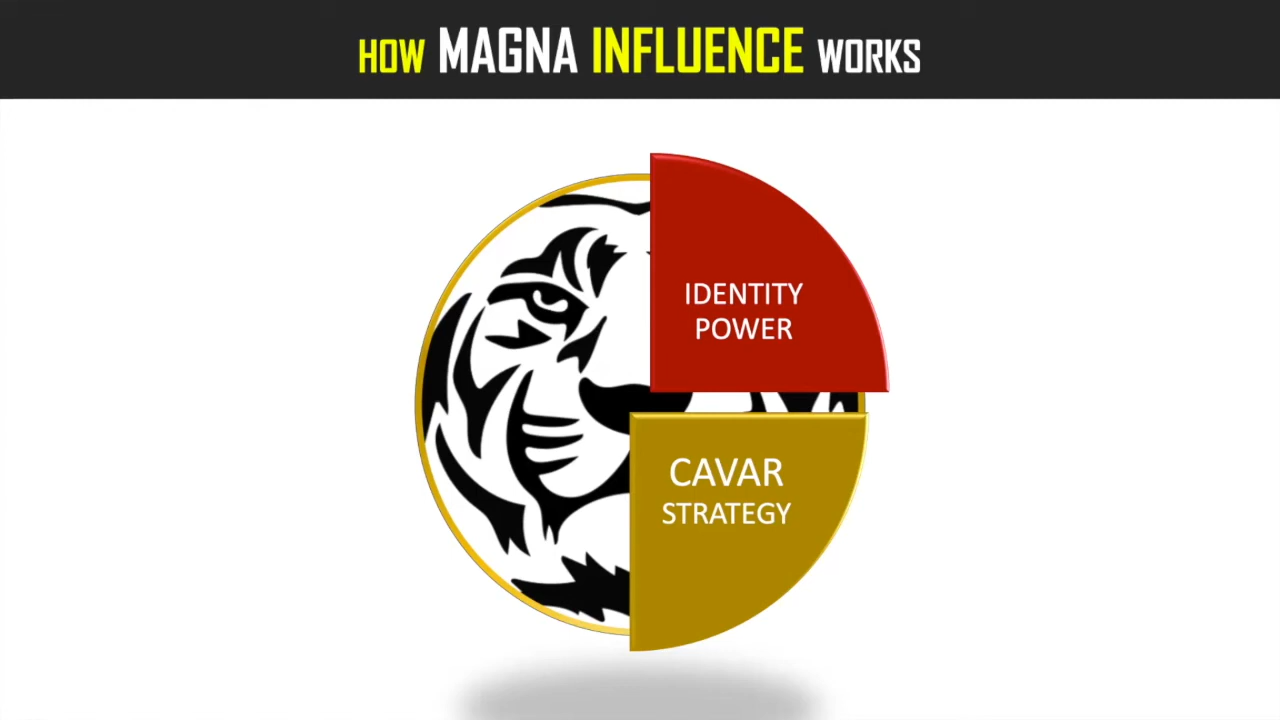 HOW MAGNA INFLUENCE WORKS
IDENTITY
POWER
CAVAR
STRATEGY